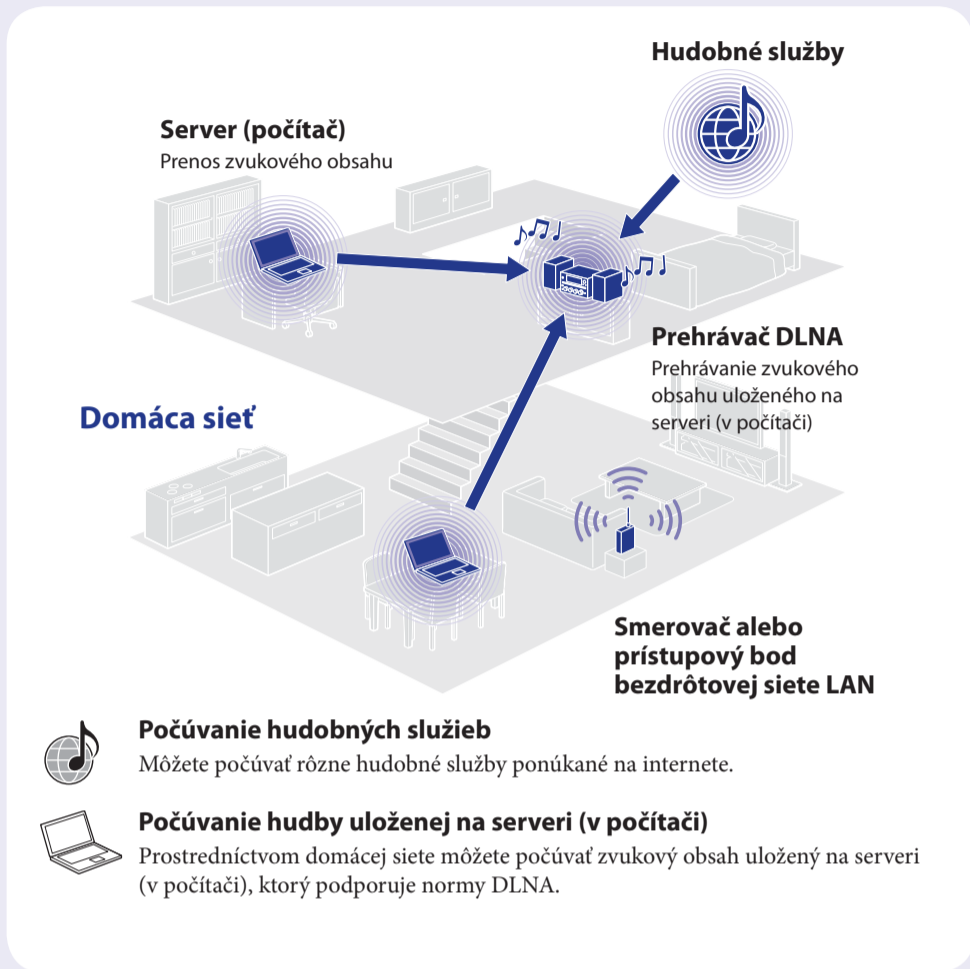 Hudobné služby
Server (počítač)
Prenos zvukového obsahu
Prehrávač DLNA
Prehrávanie zvukového
obsahu uloženého na
serveri (v počítači)
Domáca sieť
Smerovač alebo
prístupový bod
bezdrôtovej siete LAN
Počúvanie hudobných služieb
Môžete počúvať rôzne hudobné služby ponúkané na internete.
Počúvanie hudby uloženej na serveri (v počítači)
Prostredníctvom domácej siete môžete počúvať zvukový obsah uložený na serveri
(v počítači), ktorý podporuje normy DLNA.